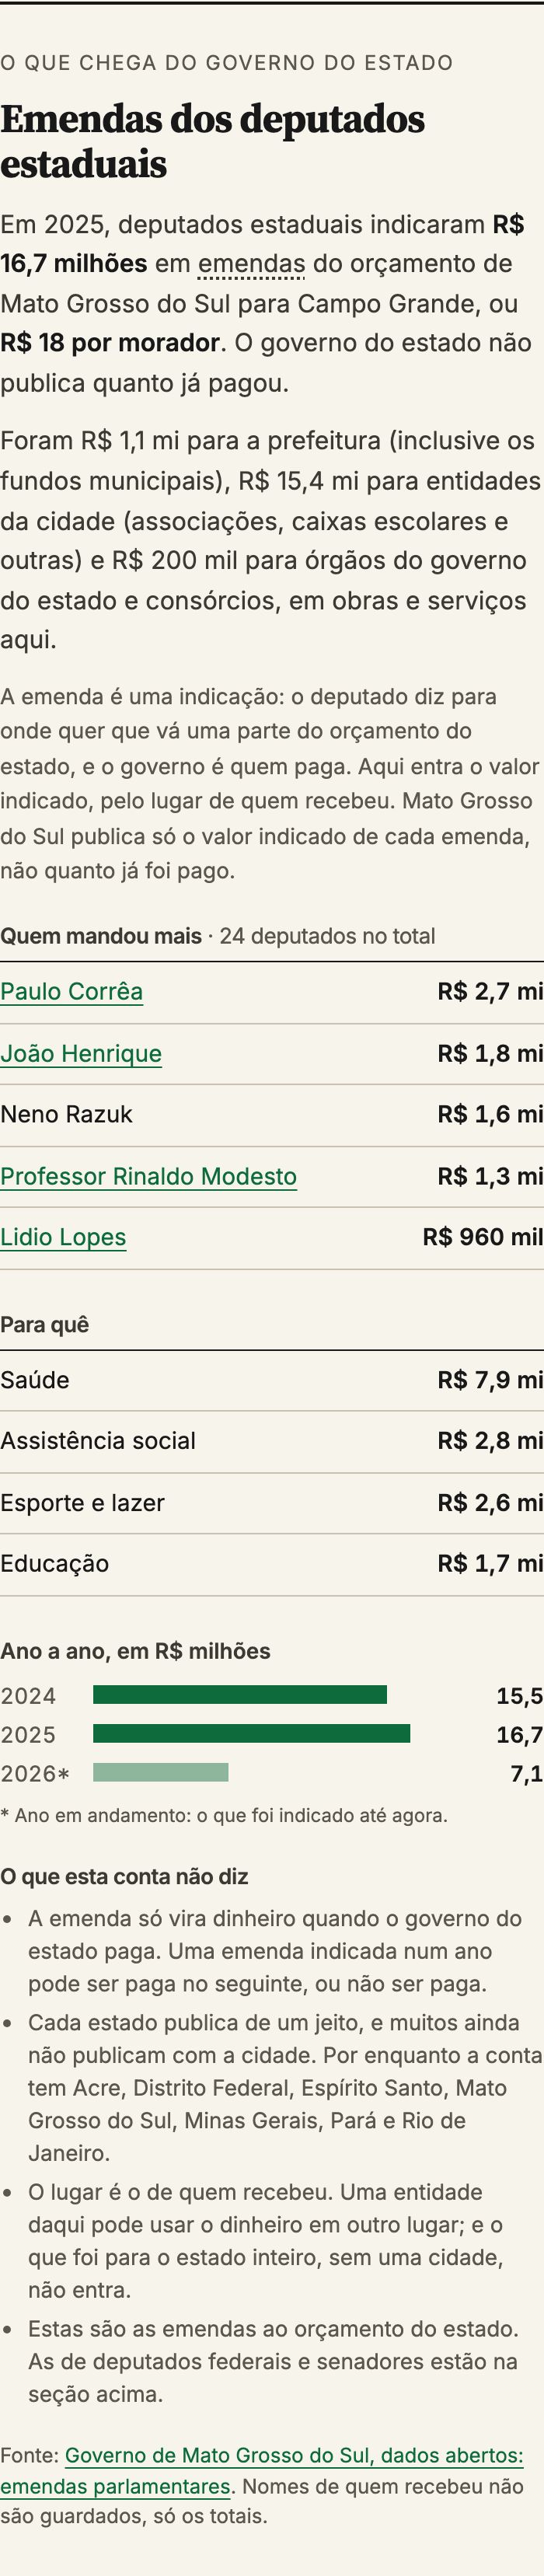 O QUE CHEGA DO GOVERNO DO ESTADO
Emendas dos deputados
estaduais
Em 2025, deputados estaduais indicaram R$
16,7 milhões em emendas do orçamento de
Mato Grosso do Sul para Campo Grande, ou
R$ 18 por morador. O governo do estado não
publica quanto já pagou.
Foram R$ 1,1 mi para a prefeitura (inclusive os
fundos municipais), R$ 15,4 mi para entidades
da cidade (associações, caixas escolares e
outras) e R$ 200 mil para órgãos do governo
do estado e consórcios, em obras e serviços
aqui.
A emenda é uma indicação: o deputado diz para
onde quer que vá uma parte do orçamento do
estado, e o governo é quem paga. Aqui entra o valor
indicado, pelo lugar de quem recebeu. Mato Grosso
do Sul publica só o valor indicado de cada emenda,
não quanto já foi pago.
Quem mandou mais · 24 deputados no total
Paulo Corrêa R$ 2,7 mi
João Henrique R$ 1,8 mi
Neno Razuk R$ 1,6 mi
Professor Rinaldo Modesto R$ 1,3 mi
Lidio Lopes R$ 960 mil
Para quê
Saúde R$ 7,9 mi
Assistência social R$ 2,8 mi
Esporte e lazer R$ 2,6 mi
Educação R$ 1,7 mi
Ano a ano, em R$ milhões
2024 15,5
2025 16,7
2026* 7,1
* Ano em andamento: o que foi indicado até agora.
O que esta conta não diz
• A emenda só vira dinheiro quando o governo do
estado paga. Uma emenda indicada num ano
pode ser paga no seguinte, ou não ser paga.
• Cada estado publica de um jeito, e muitos ainda
não publicam com a cidade. Por enquanto a conta
tem Acre, Distrito Federal, Espírito Santo, Mato
Grosso do Sul, Minas Gerais, Pará e Rio de
Janeiro.
• O lugar é o de quem recebeu. Uma entidade
daqui pode usar o dinheiro em outro lugar; e o
que foi para o estado inteiro, sem uma cidade,
não entra.
• Estas são as emendas ao orçamento do estado.
As de deputados federais e senadores estão na
seção acima.
Fonte: Governo de Mato Grosso do Sul, dados abertos:
emendas parlamentares. Nomes de quem recebeu não
são guardados, só os totais.